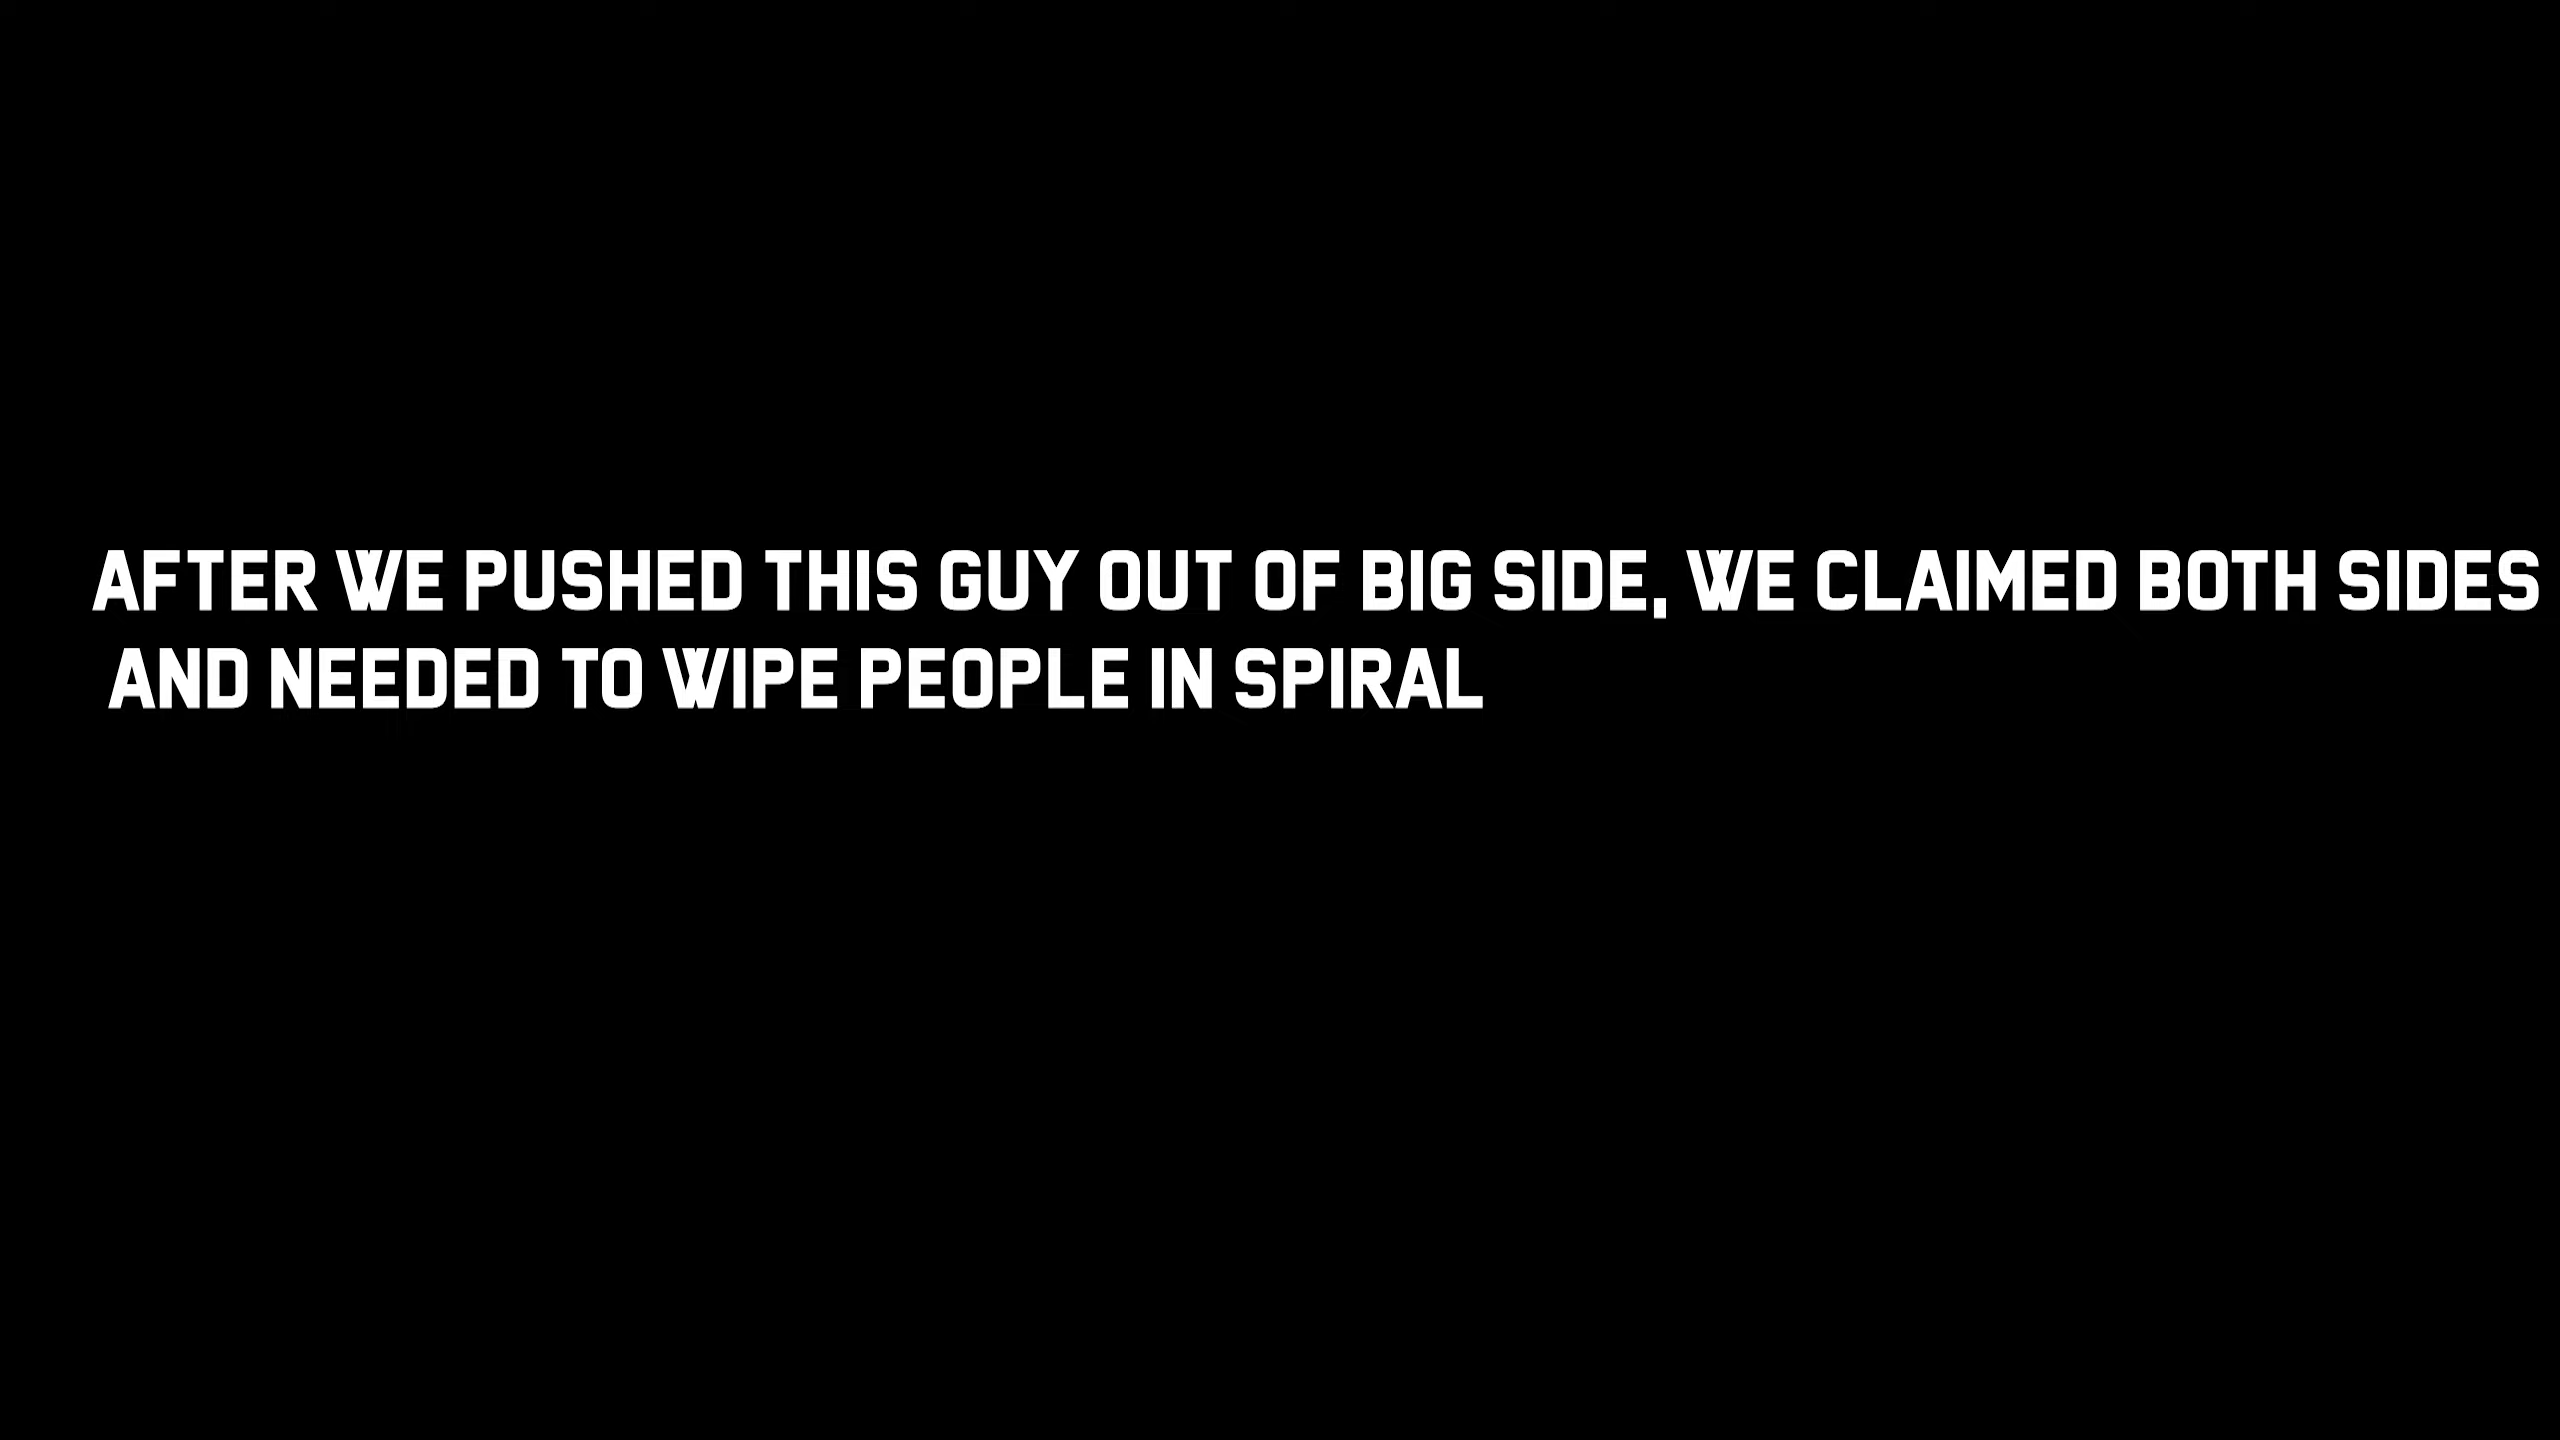 AFTER WE PUSHED THIS GUY OUT OF BIG SIDE, WE CLAIMED BOTH SIDES
AND NEEDED TO WIPE PEOPLE IN SPIRAL